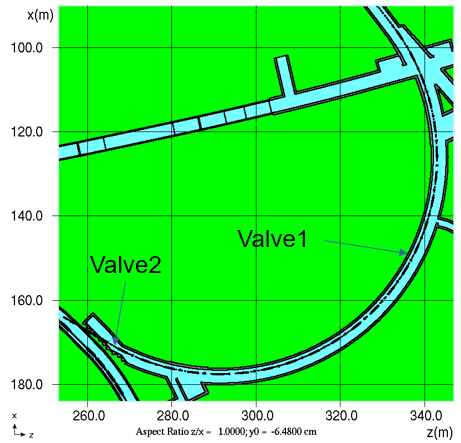 x(m)
100.0
120.0
140.0
160.0
180.0
Valve1
Valve2
260.0
280.0
300.0
320.0
340.0
z(m)
x
z
Aspect Ratio z/x = 1.0000; y0 = -6.4800 cm